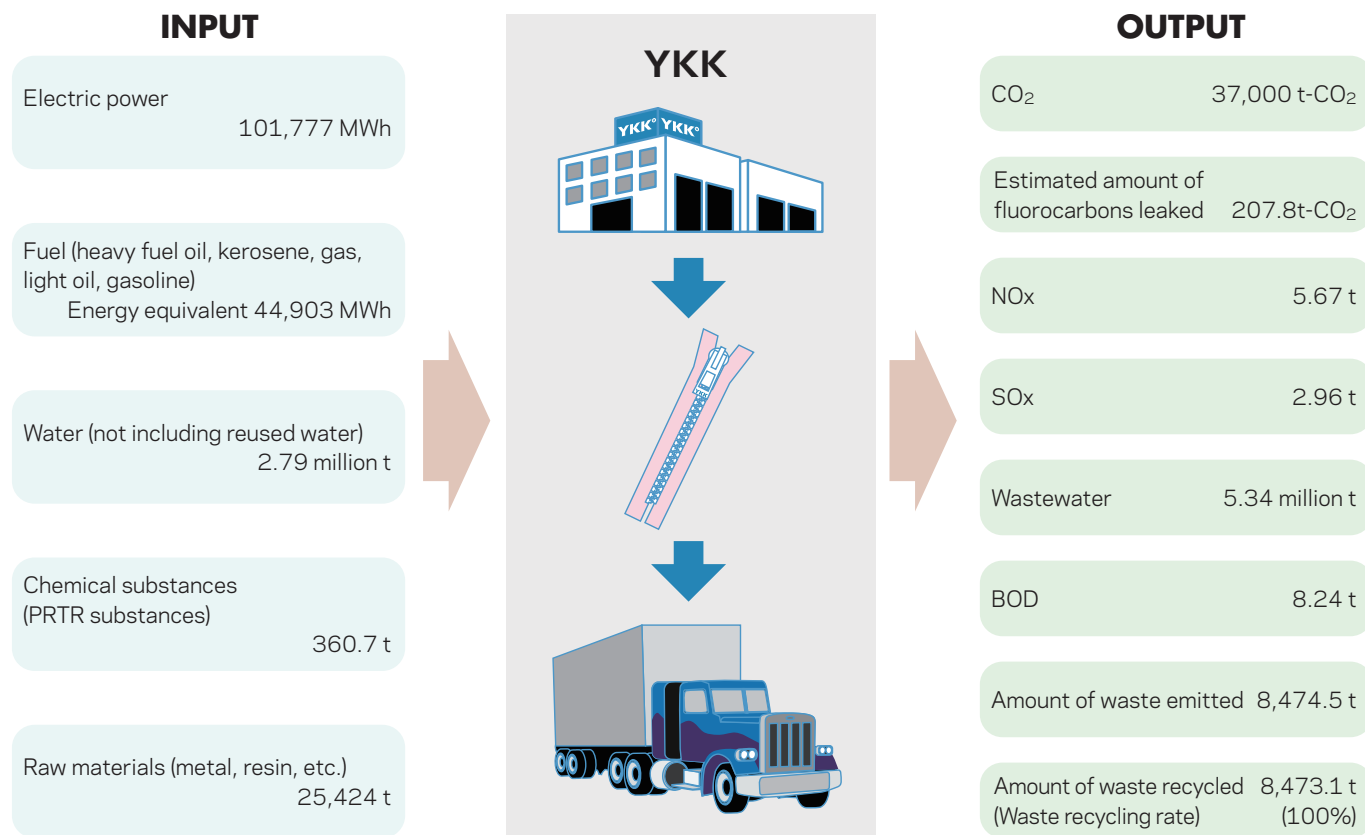 INPUT
Electric power
101,777 MWh
Fuel (heavy fuel oil, kerosene, gas,
light oil, gasoline)
Energy equivalent 44,903 MWh
Water (not including reused water)
2.79 million t
Chemical substances
(PRTR substances)
360.7 t
Raw materials (metal, resin, etc.)
25,424 t
YKK
YKK YKK
YKK
OUTPUT
CO₂ 37,000 t-CO₂
Estimated amount of
fluorocarbons leaked 207.8t-CO₂
NOx 5.67 t
SOx 2.96 t
Wastewater 5.34 million t
BOD 8.24 t
Amount of waste emitted 8,474.5 t
Amount of waste recycled 8,473.1 t
(Waste recycling rate) (100%)